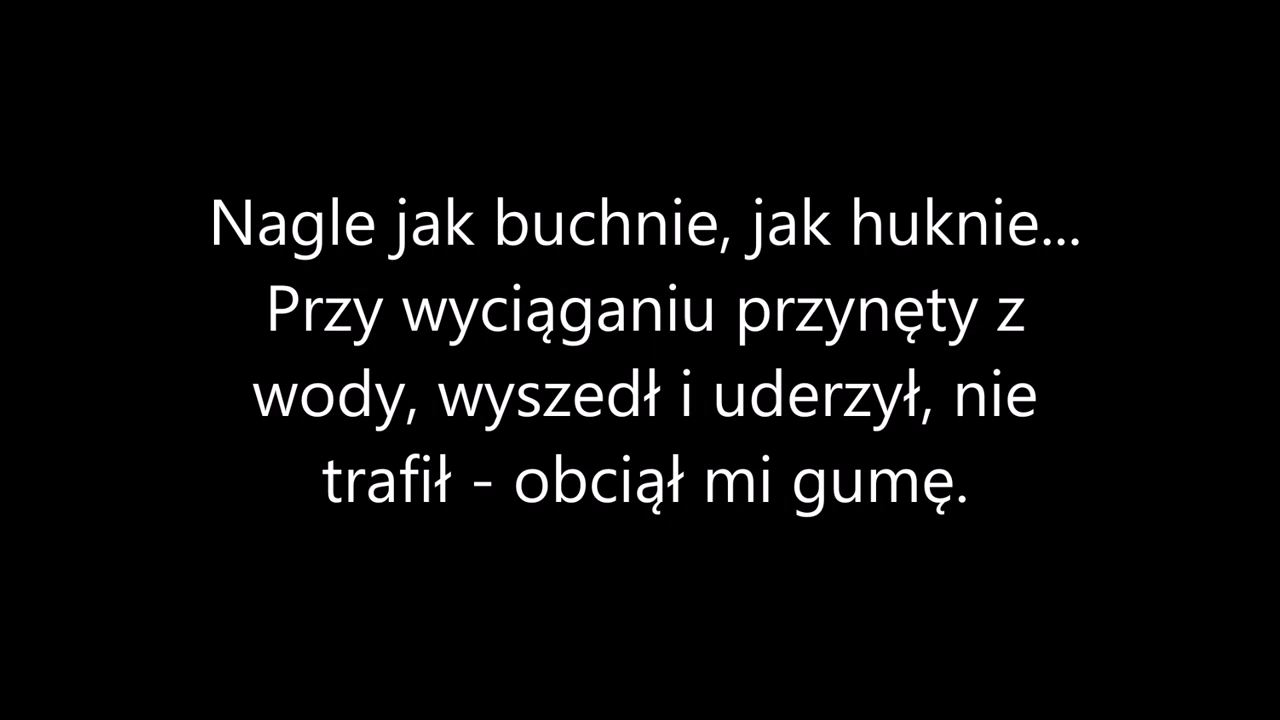 Nagle jak buchnie, jak huknie...
Przy wyciąganiu przynęty z
wody, wyszedł i uderzył, nie
trafił - obciął mi gumę.